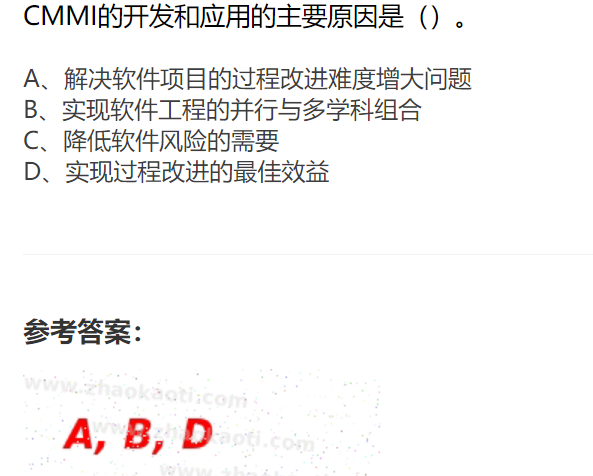 CMMI的开发和应用的主要原因是（）。
A、解决软件项目的过程改进难度增大问题
B、实现软件工程的并行与多学科组合
C、降低软件风险的需要
D、实现过程改进的最佳效益
参考答案：
www.zhaokaoti.com
A, B, D
www.zhaokaoti.com
www.zhaokaoti.com